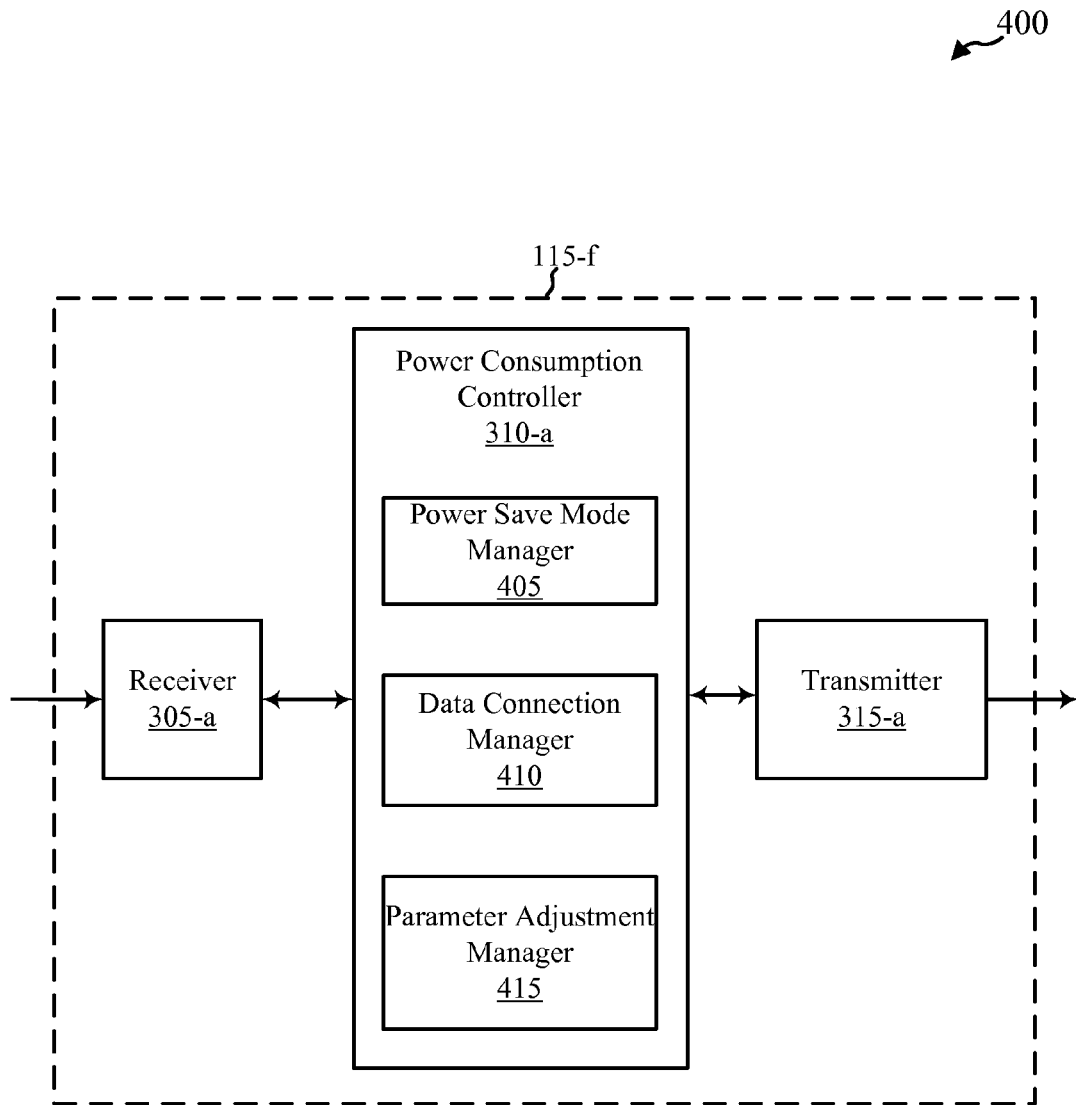 400
115-f
Power Consumption
Controller
310-a
Power Save Mode
Manager
405
Receiver
305-a
Data Connection
Manager
410
Transmitter
315-a
Parameter Adjustment
Manager
415